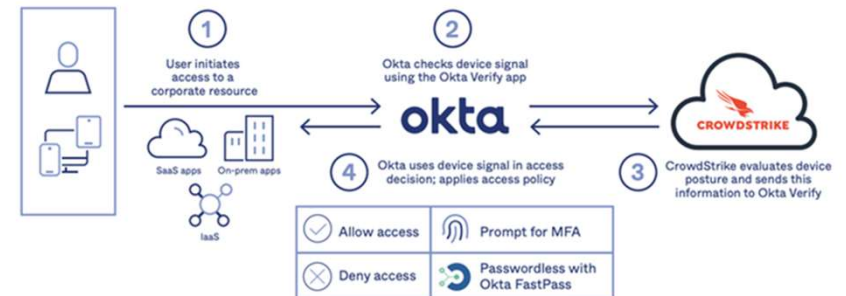 1
User initiates
access to a
corporate resource
SaaS apps
On-prem apps
IaaS
2
Okta checks device signal
using the Okta Verify app
okta
CROWDSTRIKE
3
CrowdStrike evaluates device
posture and sends this
information to Okta Verify
4
Okta uses device signal in access
decision; applies access policy
Allow access
Prompt for MFA
Deny access
Passwordless with
Okta FastPass